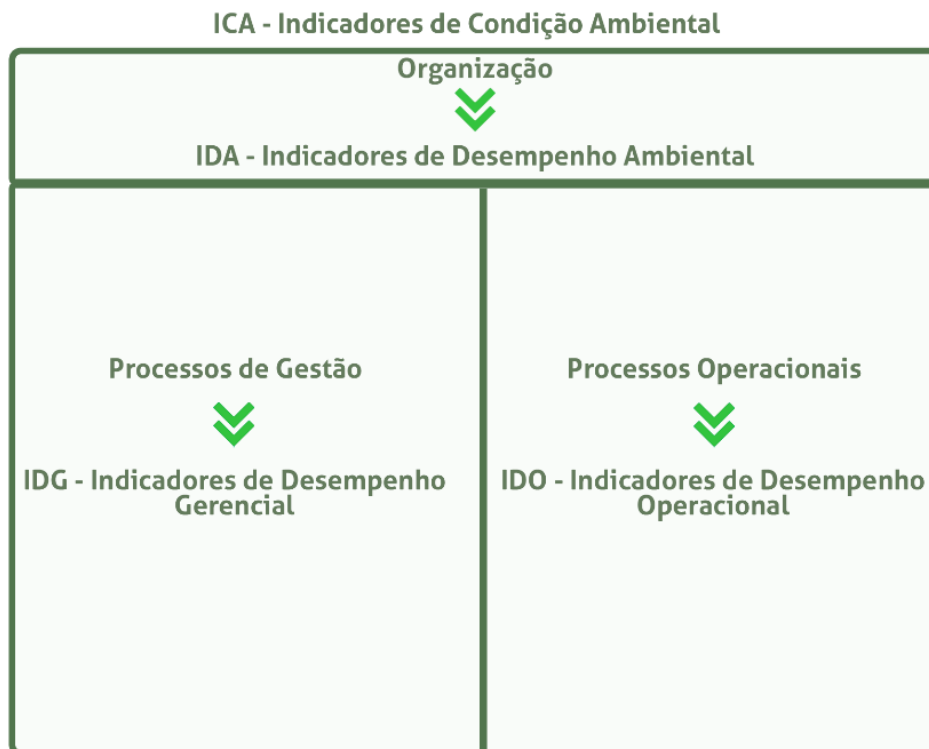 ICA - Indicadores de Condição Ambiental
Organização
IDA - Indicadores de Desempenho Ambiental
Processos de Gestão
IDG - Indicadores de Desempenho
Gerencial
Processos Operacionais
IDO - Indicadores de Desempenho
Operacional